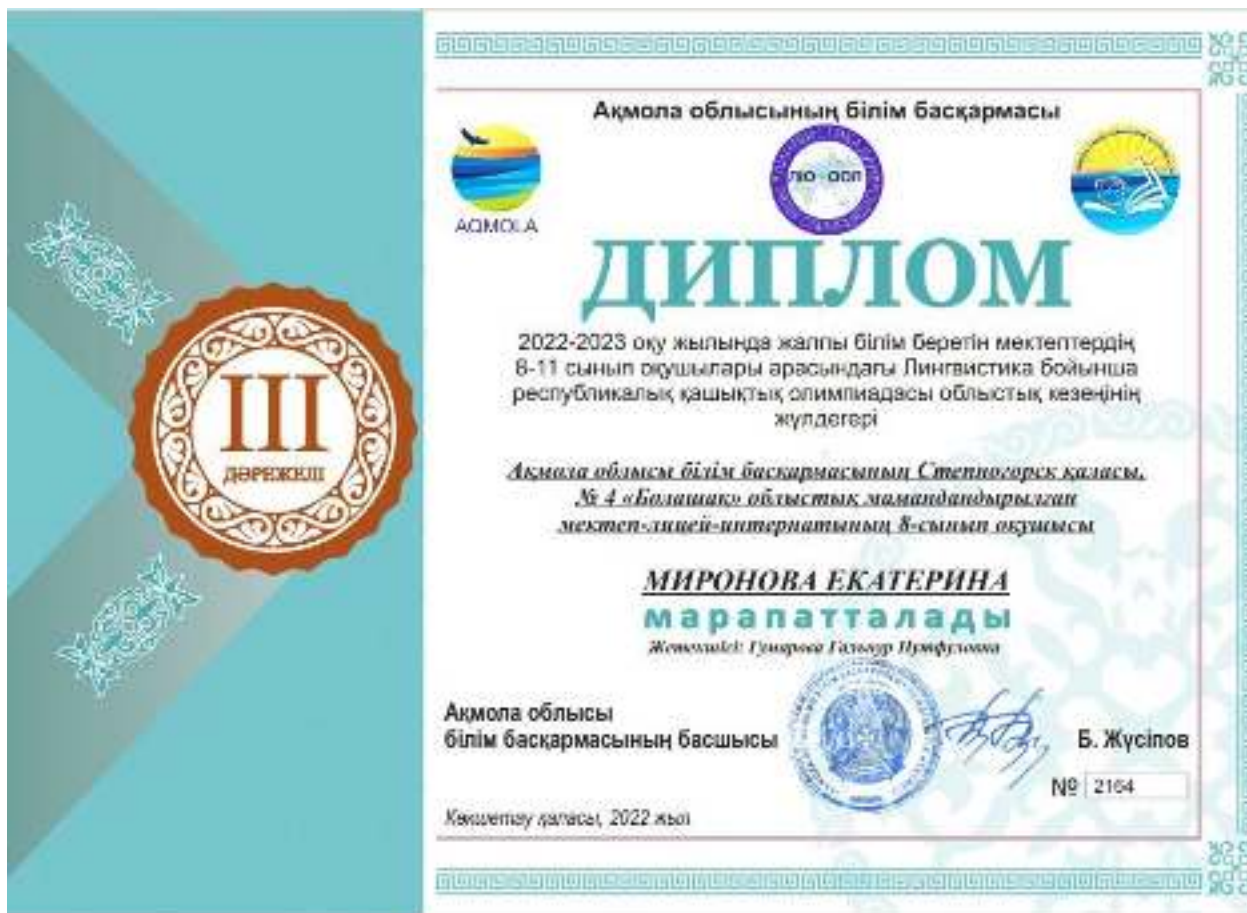 III
ДӘРЕЖЕЛІ
Ақмола облысының білім басқармасы
AQMOLA
ДИПЛОМ
2022-2023 оқу жылында жалпы білім беретін мектептердің
8-11 сынып оқушылары арасындағы Лингвистика бойынша
республикалық қашықтық олимпиадасы облыстық кезеңінің
жүлдегері
Ақмола облысы білім басқармасының Степногорск қаласы,
№ 4 «Болашақ» облыстық мамандандырылған
мектеп-лицей-интернатының 8-сынып оқушысы
МИРОНОВА ЕКАТЕРИНА
марапатталады
Жетекшісі: Гульнур
Ақмола облысы
білім басқармасының басшысы
Б. Жүсіпов
№ 2164
Көкшетау қаласы, 2022 жыл